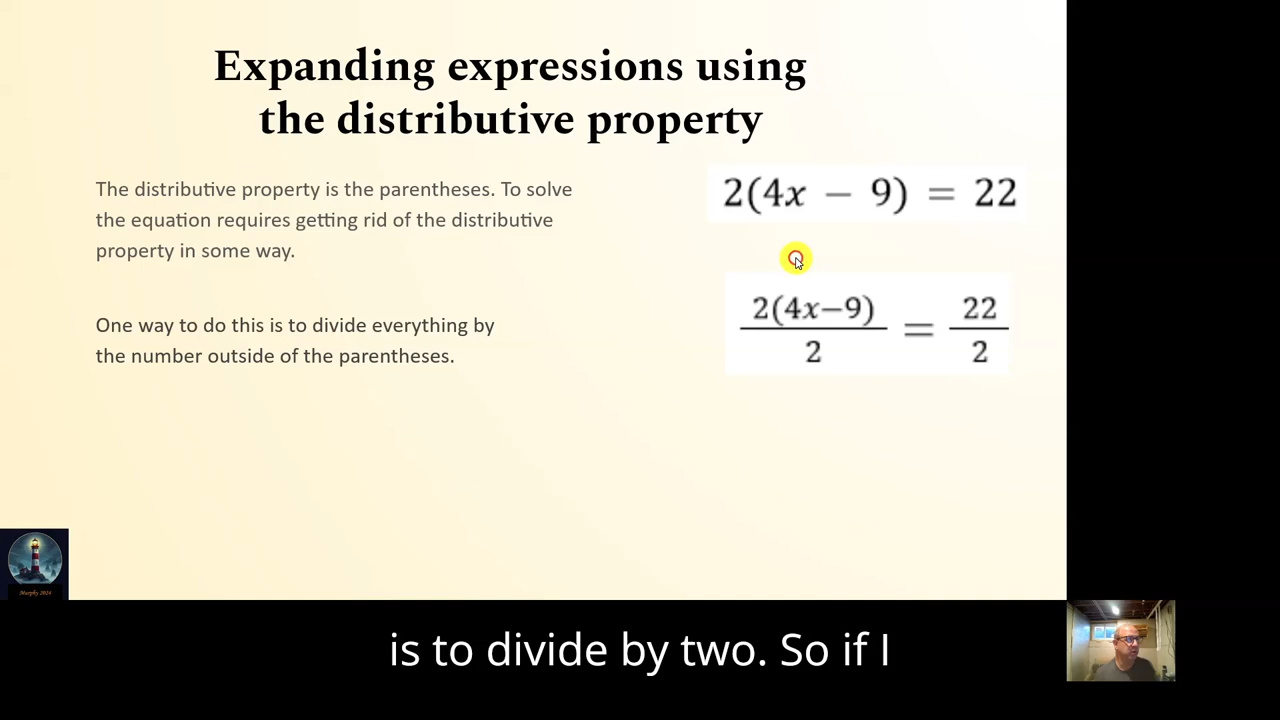 Expanding expressions using
the distributive property
The distributive property is the parentheses. To solve
the equation requires getting rid of the distributive
property in some way.
2(4x − 9) = 22
One way to do this is to divide everything by
the number outside of the parentheses.
2(4x−9)/2 = 22/2
Murphy 2024
is to divide by two. So if I